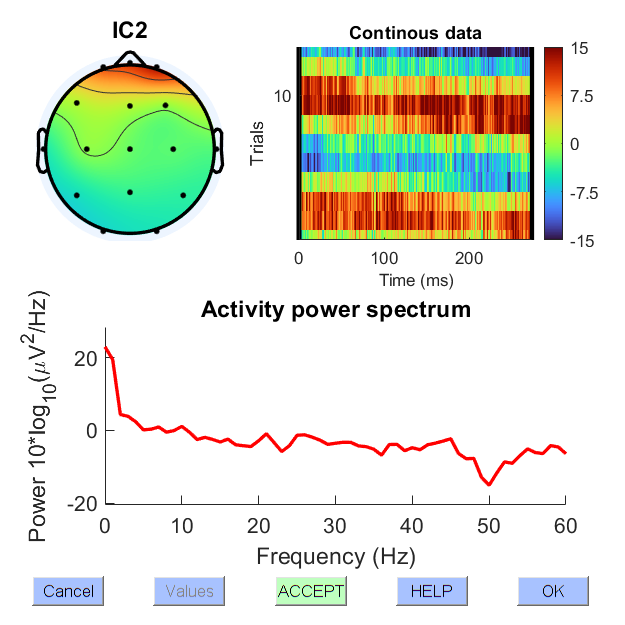 IC2
Continous data
Trials
10
15
7.5
0
-7.5
-15
0 100 200
Time (ms)
Activity power spectrum
Power 10*log10(μV2/Hz)
20
0
-20
0 10 20 30 40 50 60
Frequency (Hz)
Cancel Values ACCEPT HELP OK